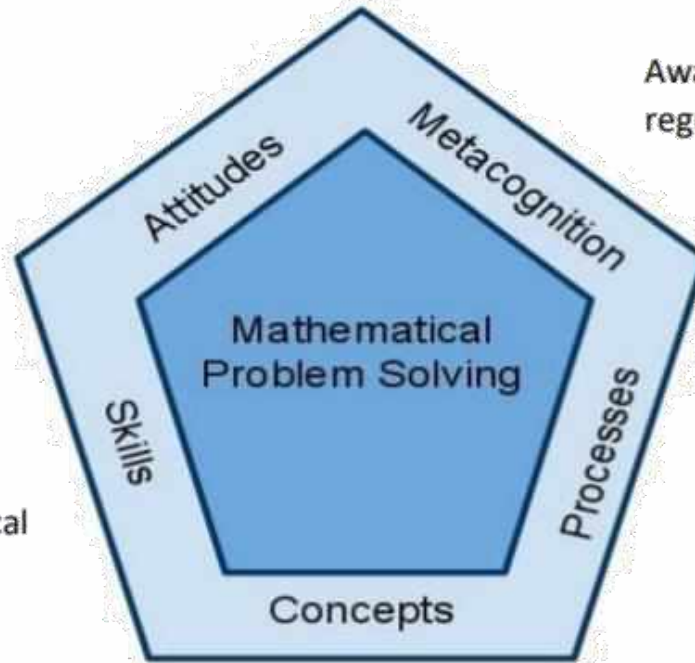 Attitudes
Metacognition
Mathematical
Problem Solving
Skills
Processes
Concepts